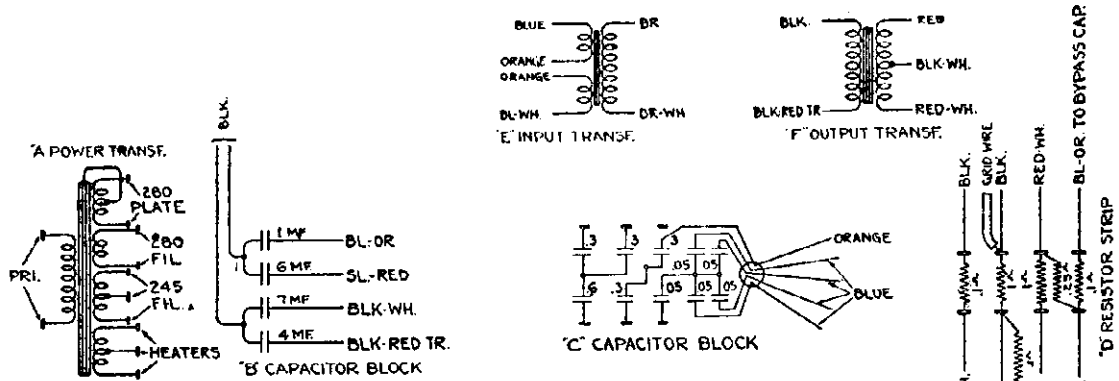 "A POWER TRANSF.
PRI.
280
PLATE
280
FIL
245
FIL.
HEATERS
BLK.
1 MF
BL-OR
6 MF
SL-RED
7 MF
BLK-WH.
4 MF
BLK-RED TR.
"B" CAPACITOR BLOCK
BLUE
ORANGE
ORANGE
BL-WH.
BR
BR-WH
"E" INPUT TRANSF.
BLK.
BLK-RED TR
RED
BLK-WH.
RED-WH.
"F" OUTPUT TRANSF.
.3
.3
.3
.6
.3
.05
.05
.05
.05
.05
ORANGE
BLUE
"C" CAPACITOR BLOCK
BLK.
GRID WIRE
BLK.
RED-WH.
BL-OR. TO BYPASS CAP.
"D" RESISTOR STRIP